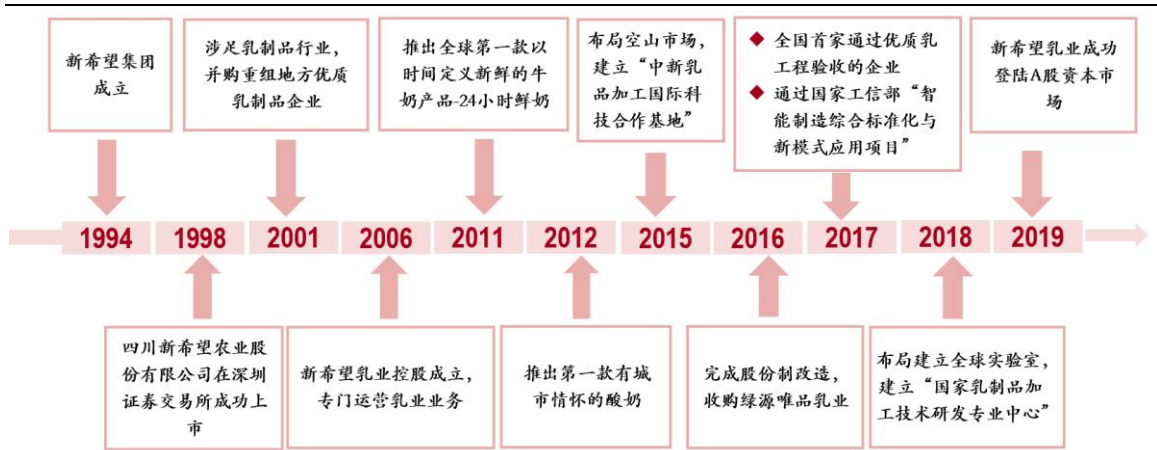 新希望集团
成立
涉足乳制品行业，
并购重组地方优质
乳制品企业
推出全球第一款以
时间定义新鲜的牛
奶产品-24小时鲜奶
布局空山市场，
建立“中新乳
品加工国际科
技合作基地”
◆ 全国首家通过优质乳
工程验收的企业
◆ 通过国家工信部“智
能制造综合标准化与
新模式应用项目”
新希望乳业成功
登陆A股资本市
场
1994
1998
2001
2006
2011
2012
2015
2016
2017
2018
2019
四川新希望农业股
份有限公司在深圳
证券交易所成功上
市
新希望乳业控股成立，
专门运营乳业业务
推出第一款有城
市情怀的酸奶
完成股份制改造，
收购绿源唯品乳业
布局建立全球实验室，
建立“国家乳制品加
工技术研发专业中心”